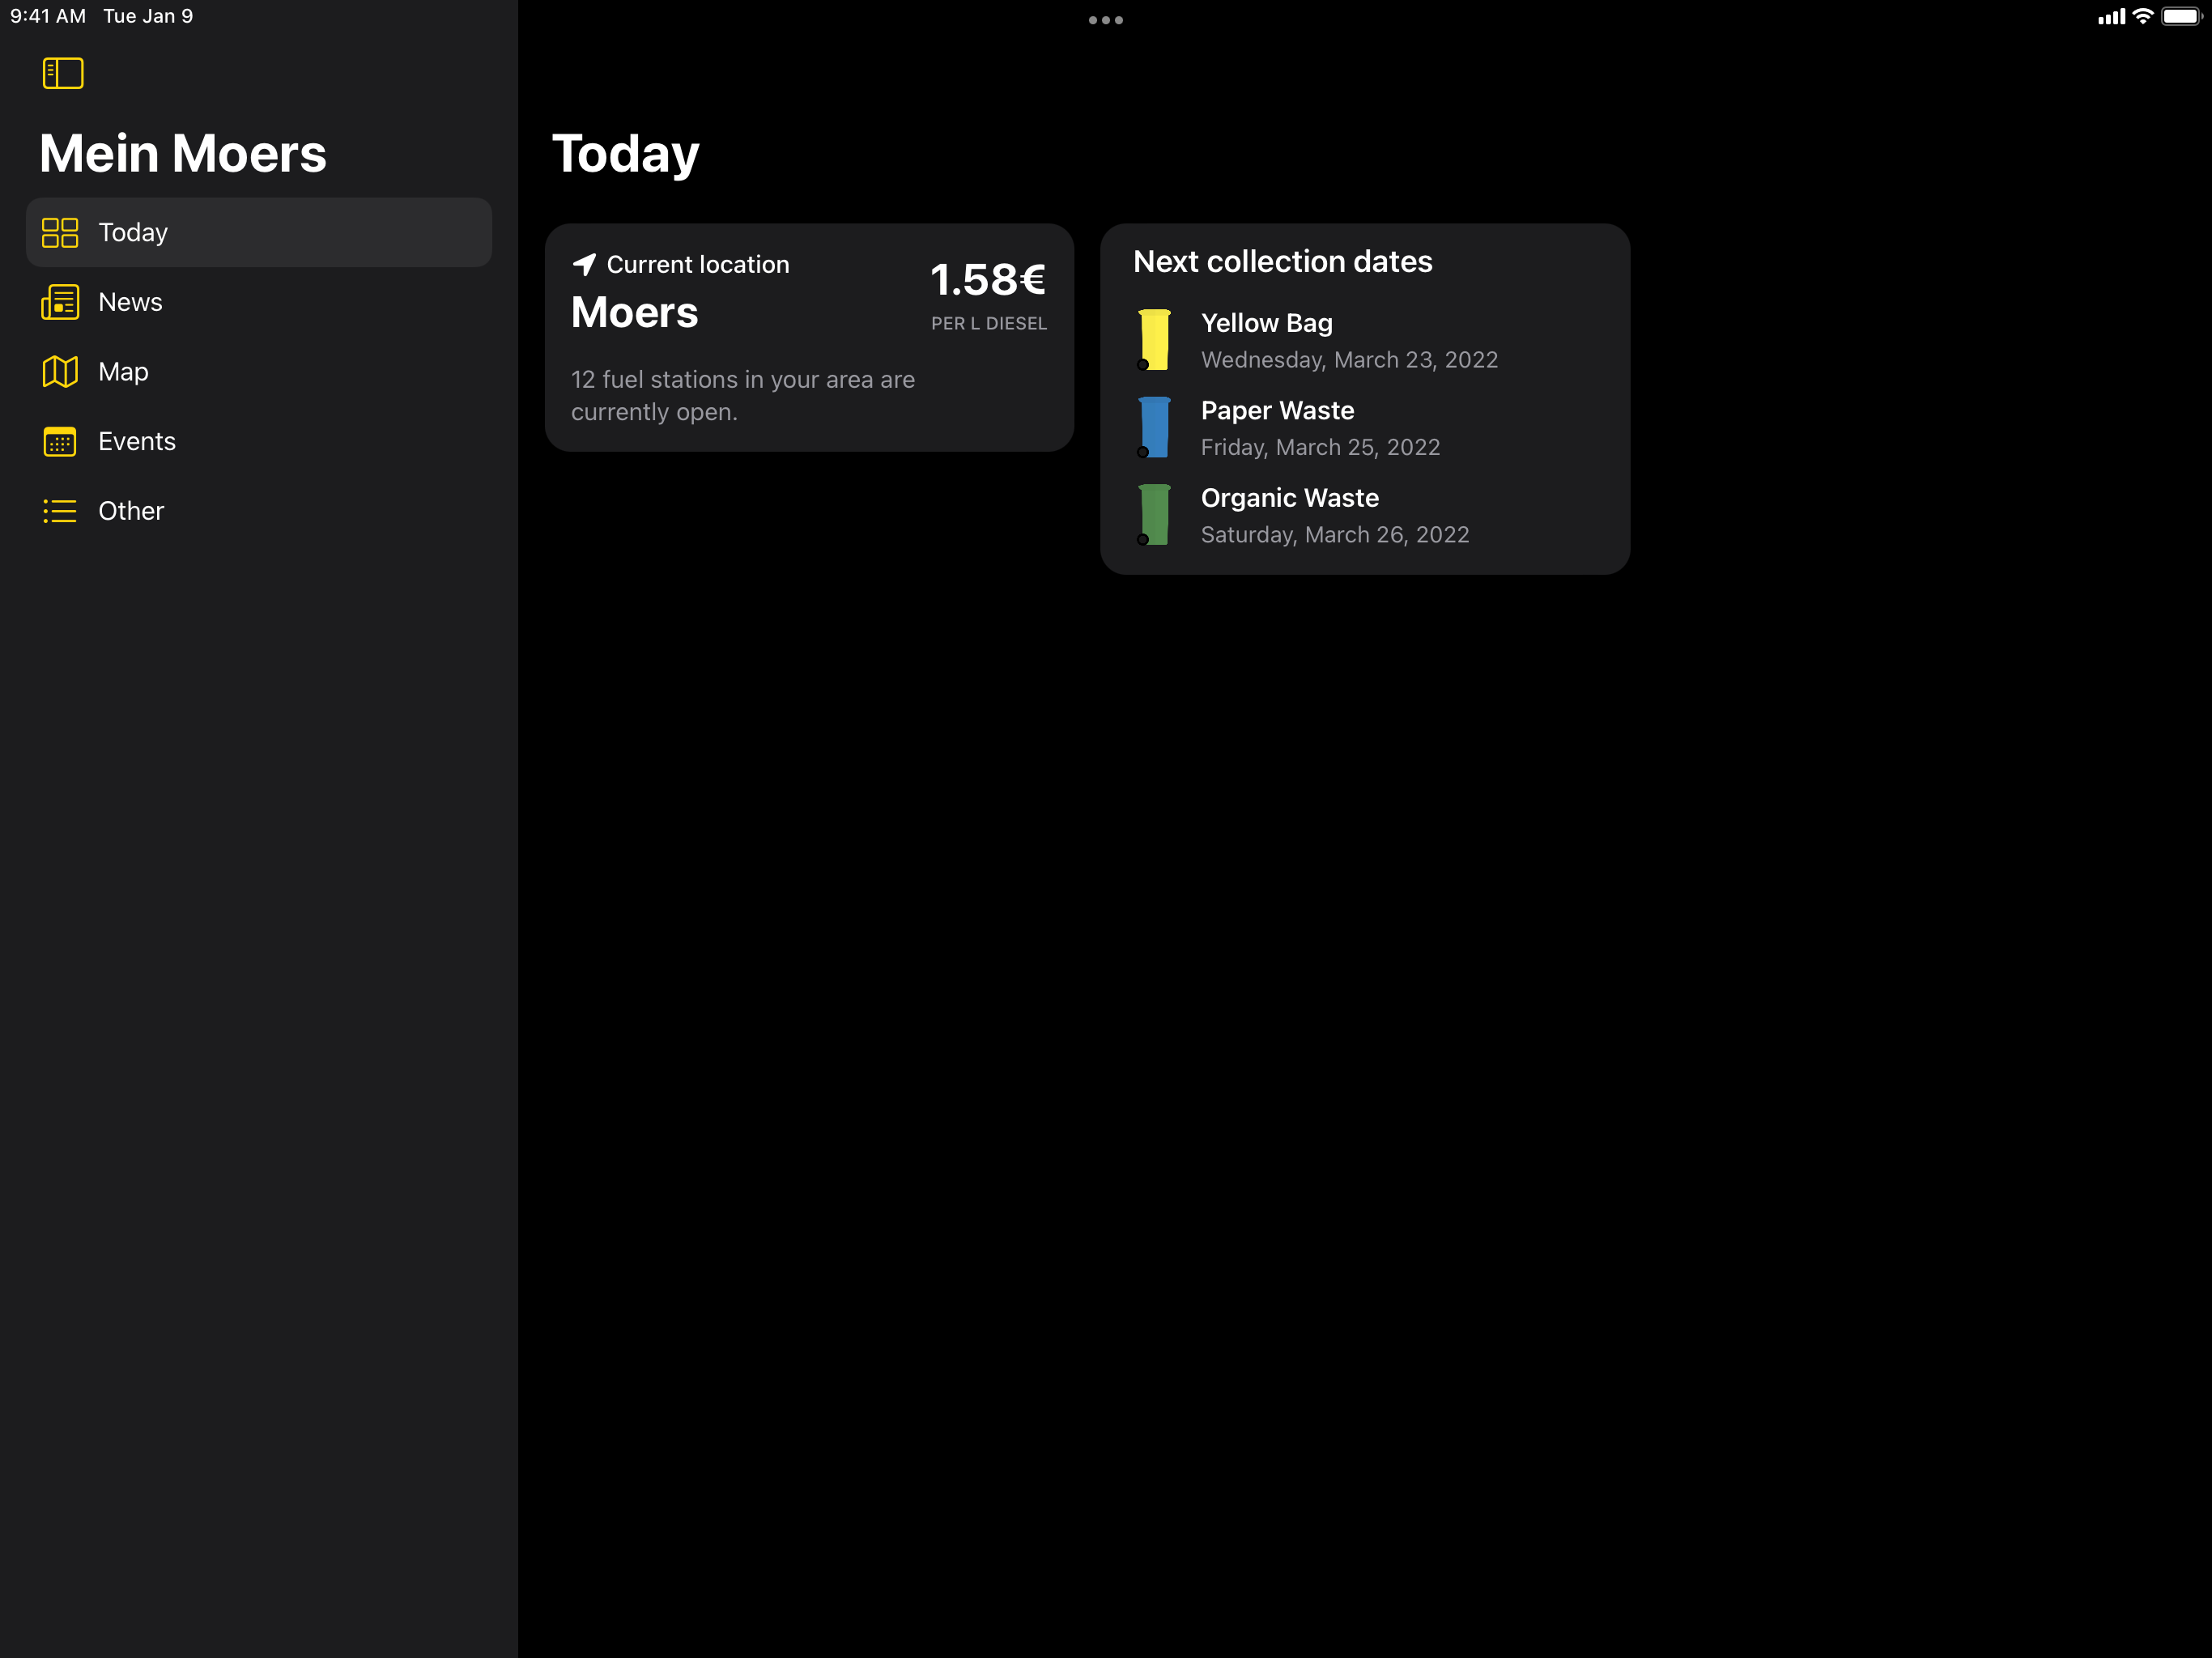 9:41 AM Tue Jan 9
Mein Moers
Today
News
Map
Events
Other
Today
Current location
Moers
1.58€
PER L DIESEL
12 fuel stations in your area are
currently open.
Next collection dates
Yellow Bag
Wednesday, March 23, 2022
Paper Waste
Friday, March 25, 2022
Organic Waste
Saturday, March 26, 2022